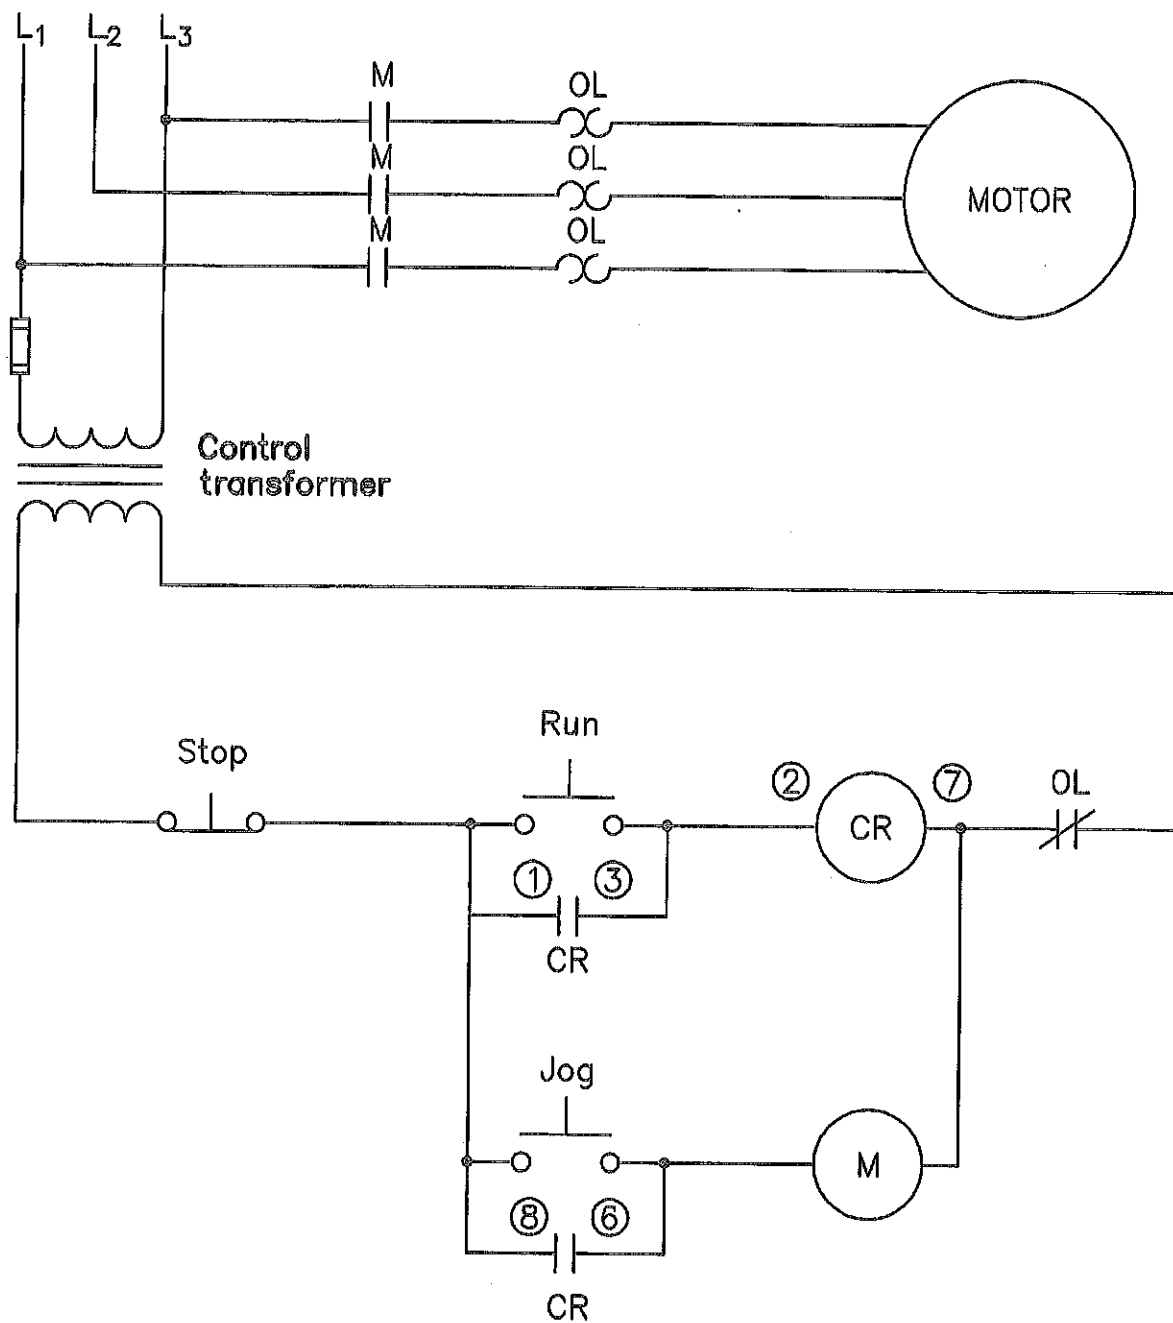 L1 L2 L3
M
OL
M
OL
MOTOR
M
OL
Control
transformer
Run
Stop
② ⑦ OL
CR
① ③
CR
Jog
M
⑧ ⑥
CR